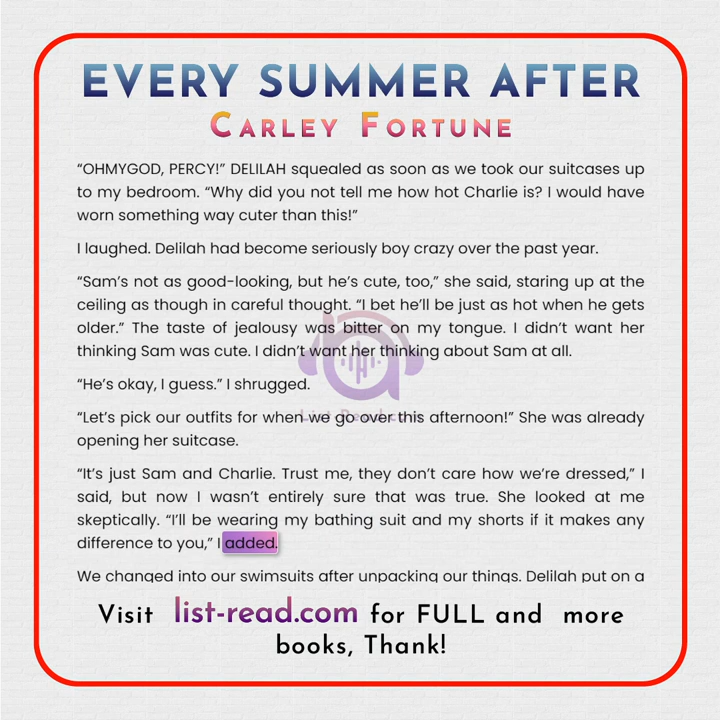 EVERY SUMMER AFTER
CARLEY FORTUNE
“OHMYGOD, PERCY!” DELILAH squealed as soon as we took our suitcases up
to my bedroom. “Why did you not tell me how hot Charlie is? I would have
worn something way cuter than this!”
I laughed. Delilah had become seriously boy crazy over the past year.
“Sam’s not as good-looking, but he’s cute, too,” she said, staring up at the
ceiling as though in careful thought. “I bet he’ll be just as hot when he gets
older.” The taste of jealousy was bitter on my tongue. I didn’t want her
thinking Sam was cute. I didn’t want her thinking about Sam at all.
“He’s okay, I guess.” I shrugged.
“Let’s pick our outfits for when we go over this afternoon!” She was already
opening her suitcase.
“It’s just Sam and Charlie. Trust me, they don’t care how we’re dressed,” I
said, but now I wasn’t entirely sure that was true. She looked at me
skeptically. “I’ll be wearing my bathing suit and my shorts if it makes any
difference to you,” I added.
We changed into our swimsuits after unpacking our things. Delilah put on a
Visit list-read.com for FULL and more
books, Thank!